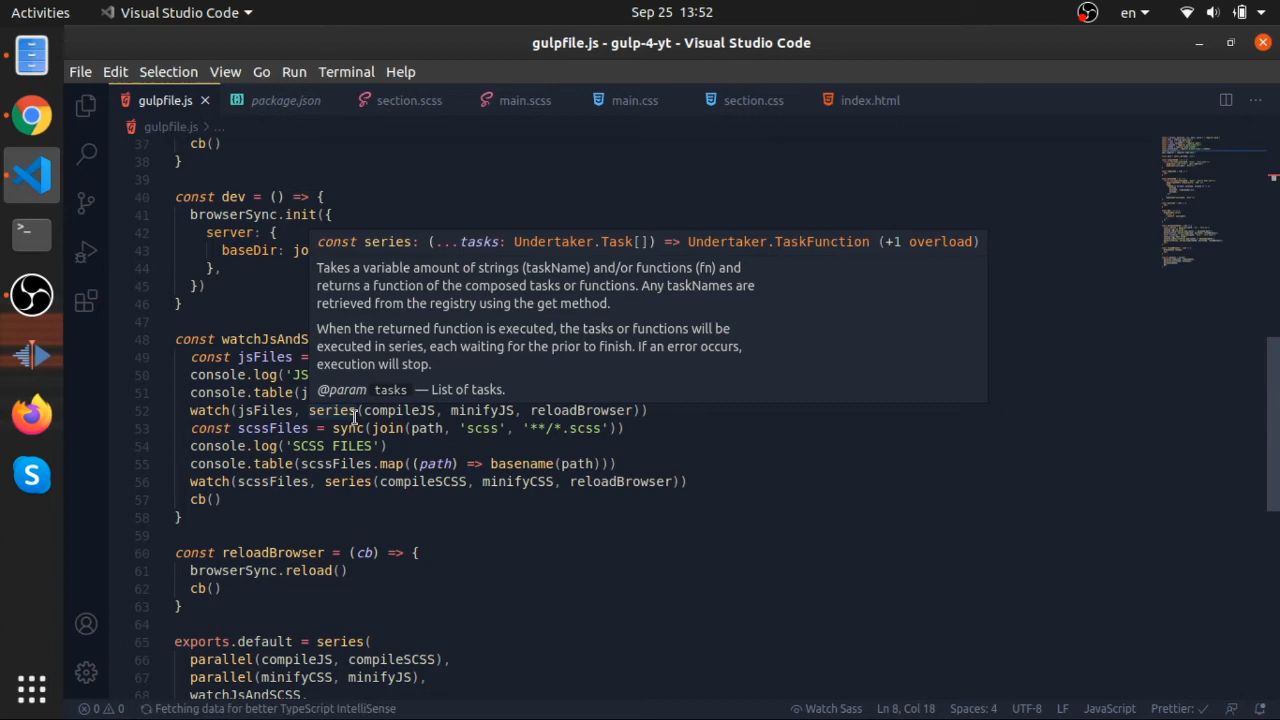 Activities
Visual Studio Code
Sep 25 13:52
en
gulpfile.js - gulp-4-yt - Visual Studio Code
File Edit Selection View Go Run Terminal Help
gulpfile.js
package.json
section.scss
main.scss
main.css
section.css
index.html
gulpfile.js > ...
37 cb()
38 }
39
40 const dev = () => {
41 browserSync.init({
42 server: {
43 baseDir: jo
44 },
45 })
46 }
47
const series: (...tasks: Undertaker.Task[]) => Undertaker.TaskFunction (+1 overload)
Takes a variable amount of strings (taskName) and/or functions (fn) and
returns a function of the composed tasks or functions. Any taskNames are
retrieved from the registry using the get method.
When the returned function is executed, the tasks or functions will be
executed in series, each waiting for the prior to finish. If an error occurs,
execution will stop.
@param tasks — List of tasks.
48 const watchJsAndS
49 const jsFiles =
50 console.log('JS
51 console.table(j
52 watch(jsFiles, series(compileJS, minifyJS, reloadBrowser))
53 const scssFiles = sync(join(path, 'scss', '**/*.scss'))
54 console.log('SCSS FILES')
55 console.table(scssFiles.map((path) => basename(path)))
56 watch(scssFiles, series(compileSCSS, minifyCSS, reloadBrowser))
57 cb()
58 }
59
60 const reloadBrowser = (cb) => {
61 browserSync.reload()
62 cb()
63 }
64
65 exports.default = series(
66 parallel(compileJS, compileSCSS),
67 parallel(minifyCSS, minifyJS),
68 watchJsAndSCSS,
0 0 Fetching data for better TypeScript IntelliSense
Watch Sass Ln 8, Col 18 Spaces: 4 UTF-8 LF JavaScript Prettier: ✓